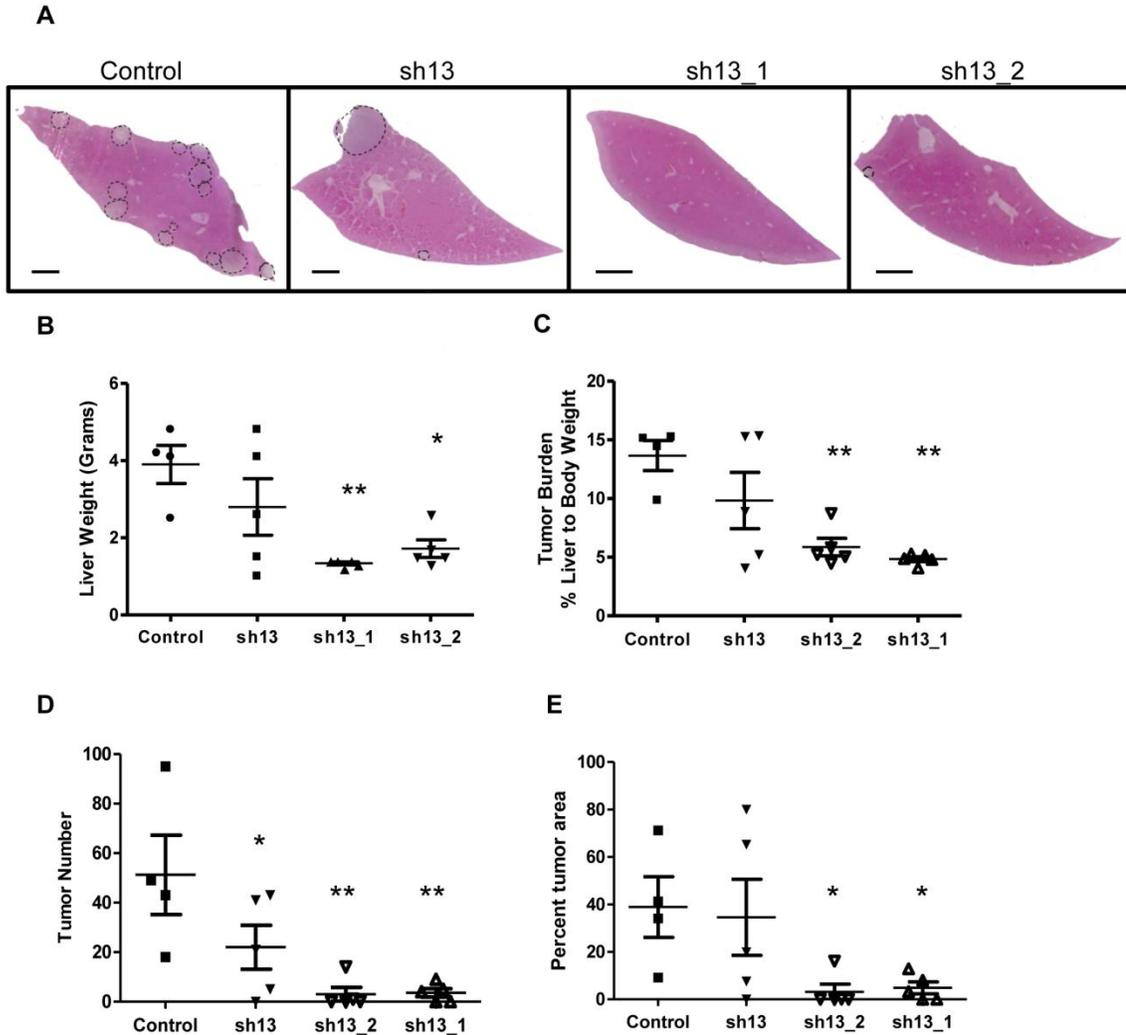 A
Control sh13 sh13_1 sh13_2
B
Liver Weight (Grams)
6
4
2
0
**
*
Control sh13 sh13_1 sh13_2
C
Tumor Burden
% Liver to Body Weight
20
15
10
5
0
** **
Control sh13 sh13_2 sh13_1
D
Tumor Number
100
80
60
40
20
0
*
** **
Control sh13 sh13_2 sh13_1
E
Percent tumor area
100
80
60
40
20
0
* *
Control sh13 sh13_2 sh13_1